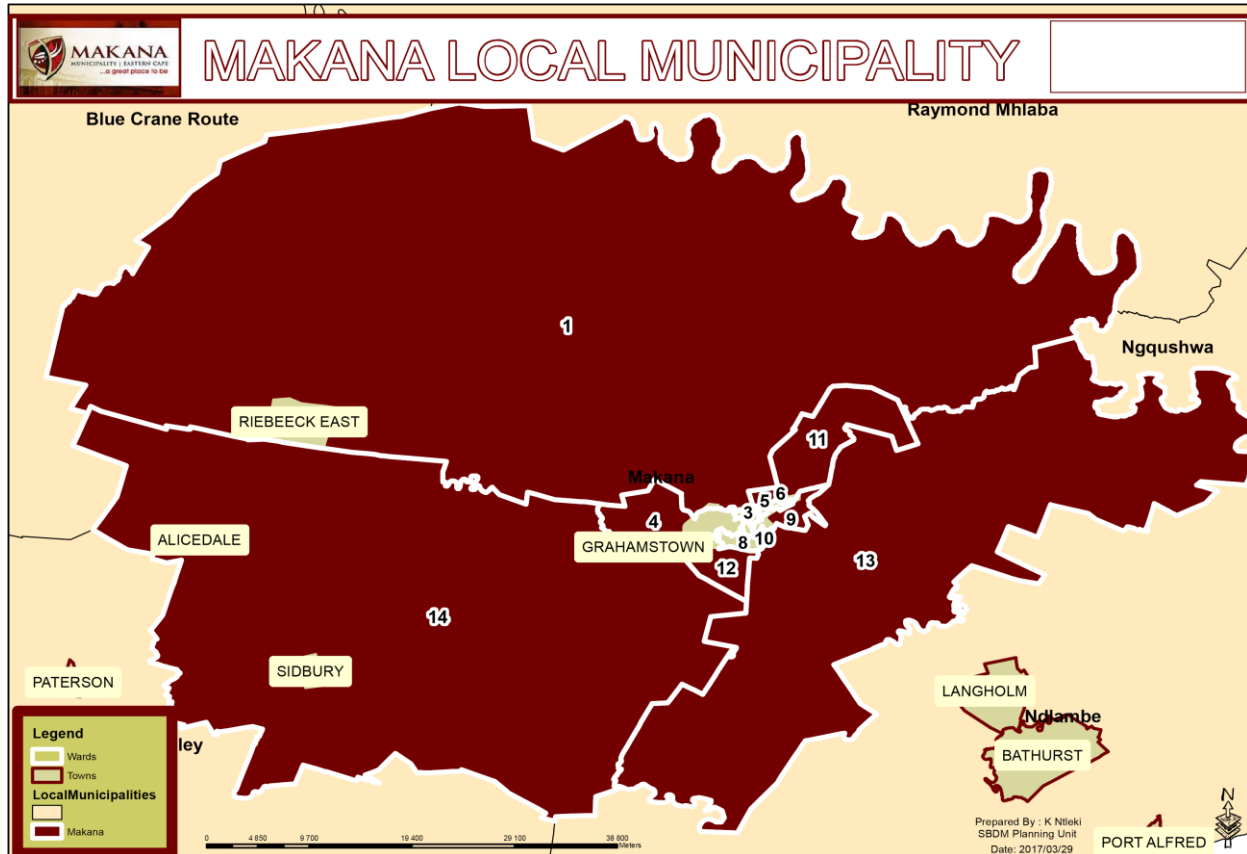 MAKANA
MUNICIPALITY | EASTERN CAPE
...a great place to be
MAKANA LOCAL MUNICIPALITY
Blue Crane Route
Raymond Mhlaba
1
Ngqushwa
RIEBEECK EAST
11
Makana
6
5
3
4
9
ALICEDALE
GRAHAMSTOWN
8
10
13
12
14
SIDBURY
PATERSON
LANGHOLM
Ndlambe
ley
BATHURST
Legend
Wards
Towns
LocalMunicipalities
Makana
0 4 850 9 700 19 400 29 100 38 800
Meters
N
Prepared By : K Ntleki
SBDM Planning Unit
Date: 2017/03/29
PORT ALFRED